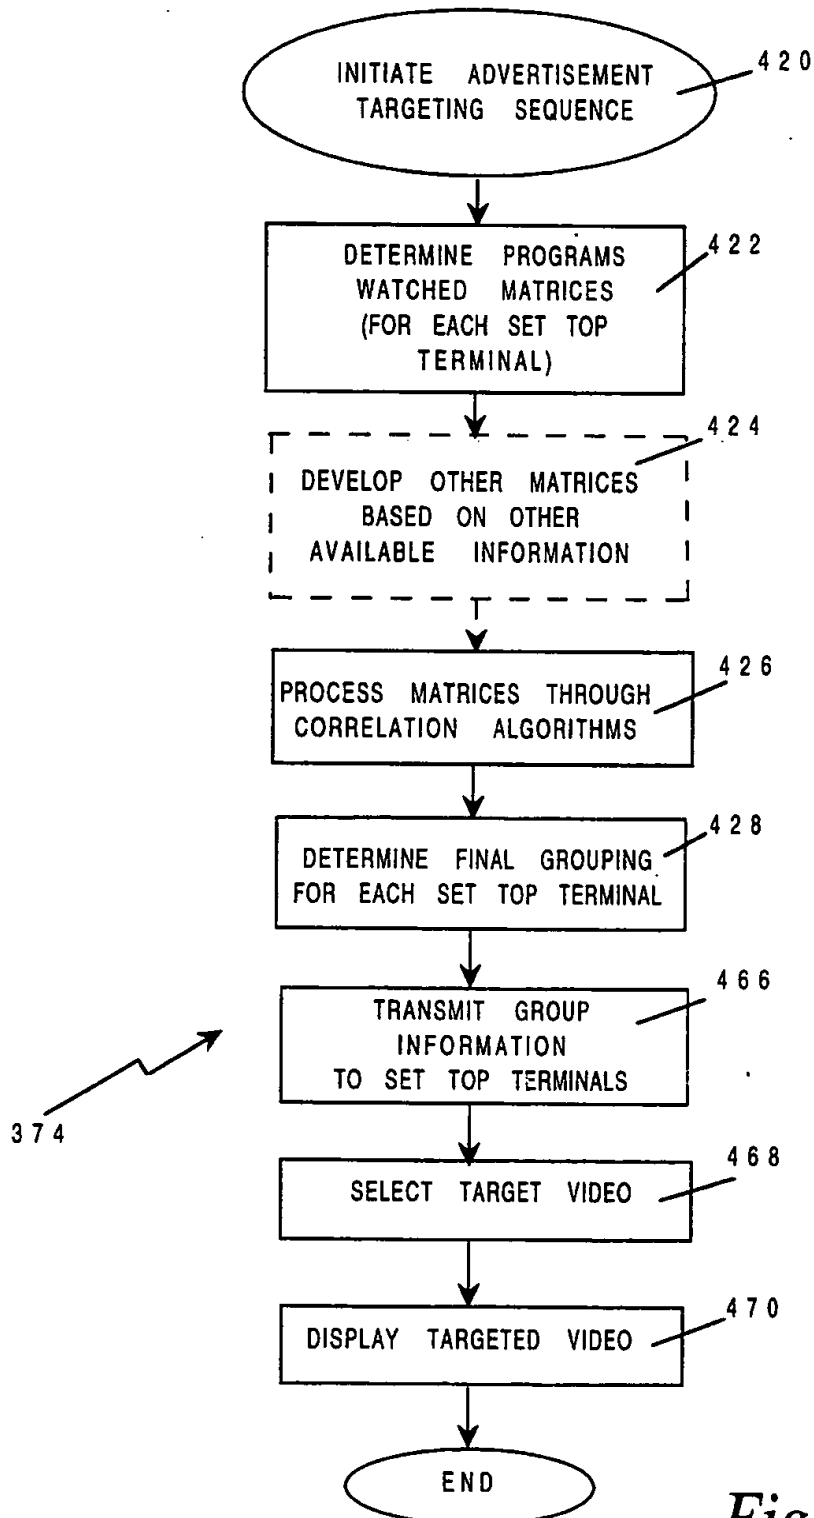 INITIATE ADVERTISEMENT
TARGETING SEQUENCE
420
DETERMINE PROGRAMS
WATCHED MATRICES
(FOR EACH SET TOP
TERMINAL)
422
DEVELOP OTHER MATRICES
BASED ON OTHER
AVAILABLE INFORMATION
424
PROCESS MATRICES THROUGH
CORRELATION ALGORITHMS
426
DETERMINE FINAL GROUPING
FOR EACH SET TOP TERMINAL
428
TRANSMIT GROUP
INFORMATION
TO SET TOP TERMINALS
466
374
SELECT TARGET VIDEO
468
DISPLAY TARGETED VIDEO
470
END